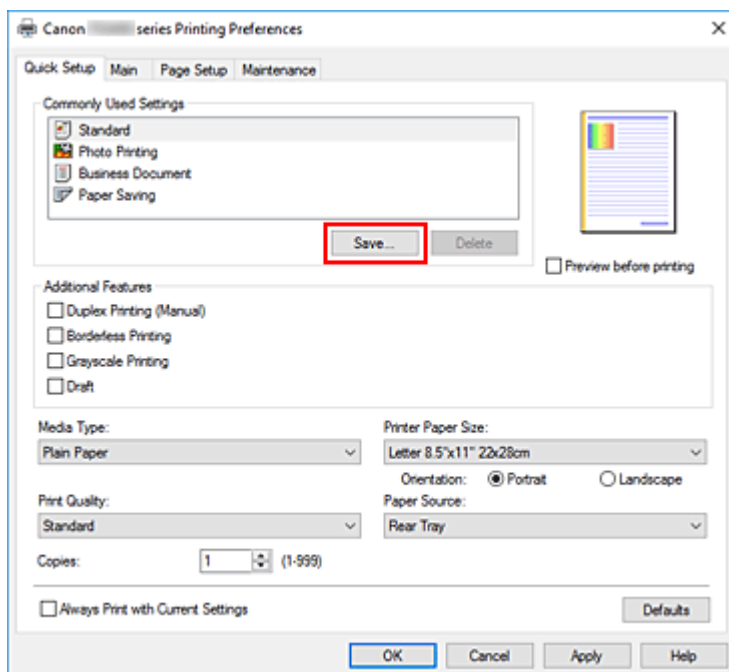 Canon series Printing Preferences
Quick Setup Main Page Setup Maintenance
Commonly Used Settings
Standard
Photo Printing
Business Document
Paper Saving
Save... Delete
Preview before printing
Additional Features
Duplex Printing (Manual)
Borderless Printing
Grayscale Printing
Draft
Media Type: Printer Paper Size:
Plain Paper Letter 8.5"x11" 22x28cm
Orientation: Portrait Landscape
Print Quality: Paper Source:
Standard Rear Tray
Copies: 1 (1-999)
Always Print with Current Settings Defaults
OK Cancel Apply Help